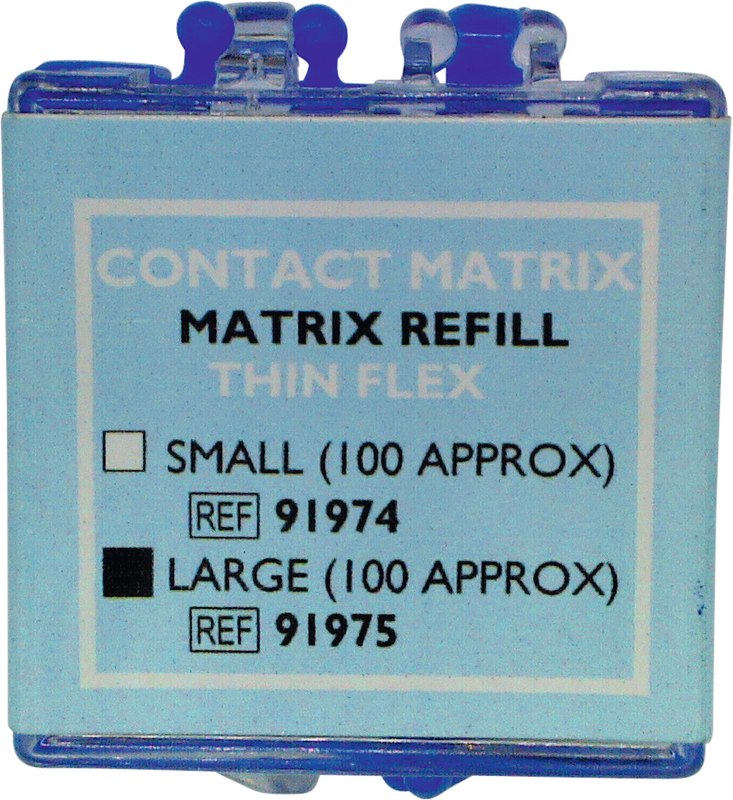 CONTACT MATRIX
MATRIX REFILL
THIN FLEX
SMALL (100 APPROX)
REF 91974
LARGE (100 APPROX)
REF 91975